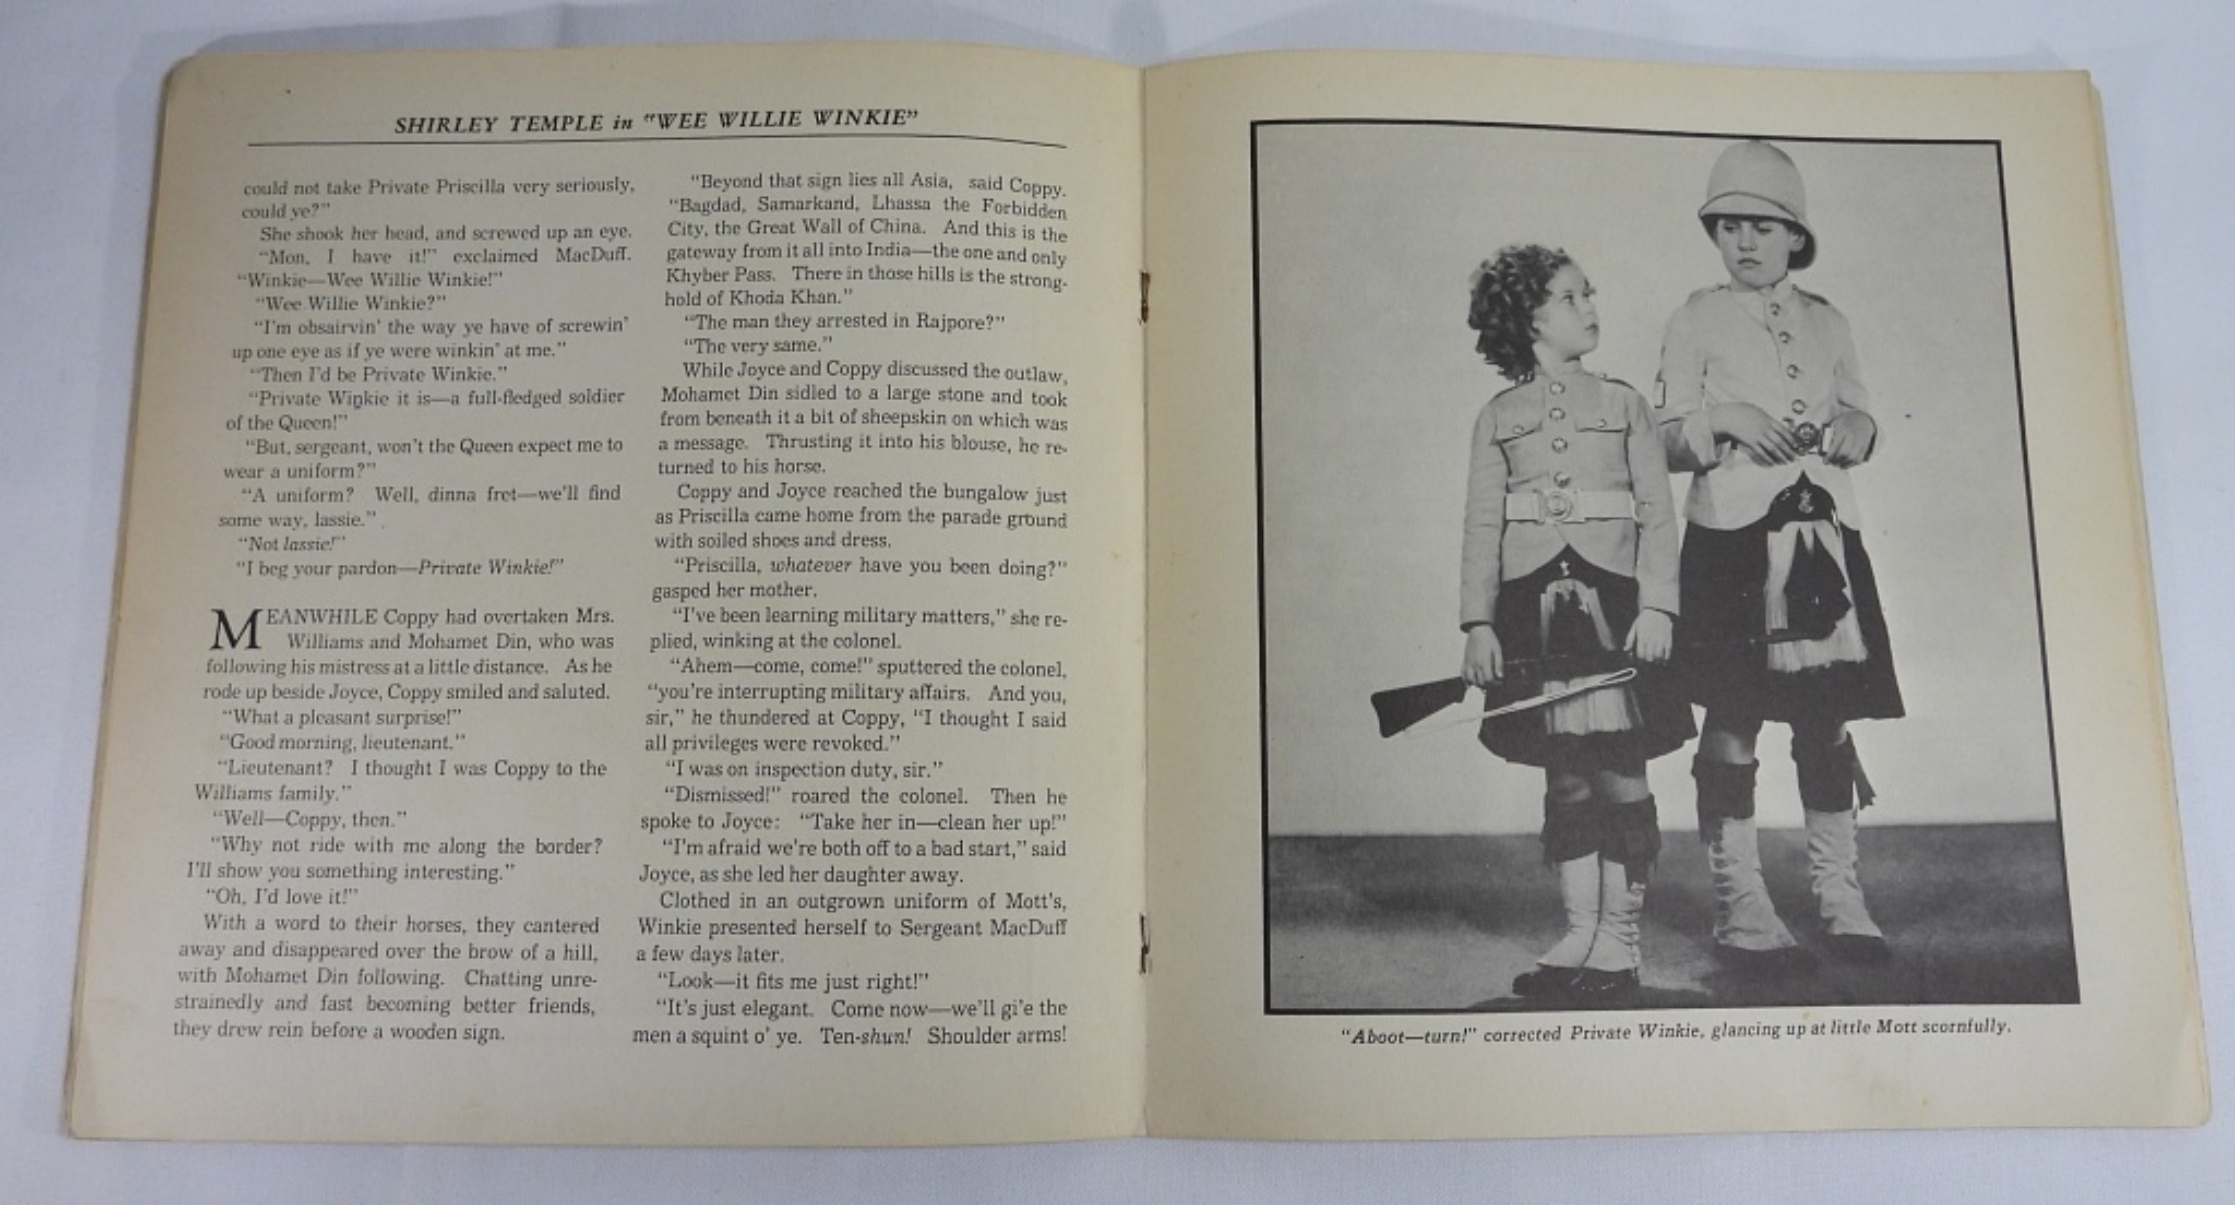 SHIRLEY TEMPLE in "WEE WILLIE WINKIE"
could not take Private Priscilla very seriously,
could ye?"
She shook her head, and screwed up an eye.
"Mon, I have it!" exclaimed MacDuff.
"Winkie—Wee Willie Winkie!"
"Wee Willie Winkie?"
"I'm obsairvin' the way ye have of screwin'
up one eye as if ye were winkin' at me."
"Then I'd be Private Winkie."
"Private Winkie it is—a full-fledged soldier
of the Queen!"
"But, sergeant, won't the Queen expect me to
wear a uniform?"
"A uniform? Well, dinna fret—we'll find
some way, lassie."
"Not lassie!"
"I beg your pardon—Private Winkie!"
MEANWHILE Coppy had overtaken Mrs.
Williams and Mohamet Din, who was
following his mistress at a little distance. As he
rode up beside Joyce, Coppy smiled and saluted.
"What a pleasant surprise!"
"Good morning, lieutenant."
"Lieutenant? I thought I was Coppy to the
Williams family."
"Well—Coppy, then."
"Why not ride with me along the border?
I'll show you something interesting."
"Oh, I'd love it!"
With a word to their horses, they cantered
away and disappeared over the brow of a hill,
with Mohamet Din following. Chatting unre-
strainedly and fast becoming better friends,
they drew rein before a wooden sign.
"Beyond that sign lies all Asia, said Coppy.
"Bagdad, Samarkand, Lhassa the Forbidden
City, the Great Wall of China. And this is the
gateway from it all into India—the one and only
Khyber Pass. There in those hills is the strong-
hold of Khoda Khan."
"The man they arrested in Rajpore?"
"The very same."
While Joyce and Coppy discussed the outlaw,
Mohamet Din sidled to a large stone and took
from beneath it a bit of sheepskin on which was
a message. Thrusting it into his blouse, he re-
turned to his horse.
Coppy and Joyce reached the bungalow just
as Priscilla came home from the parade ground
with soiled shoes and dress.
"Priscilla, whatever have you been doing?"
gasped her mother.
"I've been learning military matters," she re-
plied, winking at the colonel.
"Ahem—come, come!" sputtered the colonel,
"you're interrupting military affairs. And you,
sir," he thundered at Coppy, "I thought I said
all privileges were revoked."
"I was on inspection duty, sir."
"Dismissed!" roared the colonel. Then he
spoke to Joyce: "Take her in—clean her up!"
"I'm afraid we're both off to a bad start," said
Joyce, as she led her daughter away.
Clothed in an outgrown uniform of Mott's,
Winkie presented herself to Sergeant MacDuff
a few days later.
"Look—it fits me just right!"
"It's just elegant. Come now—we'll gi'e the
men a squint o' ye. Ten-shun! Shoulder arms!
"Aboot—turn!" corrected Private Winkie, glancing up at little Mott scornfully.